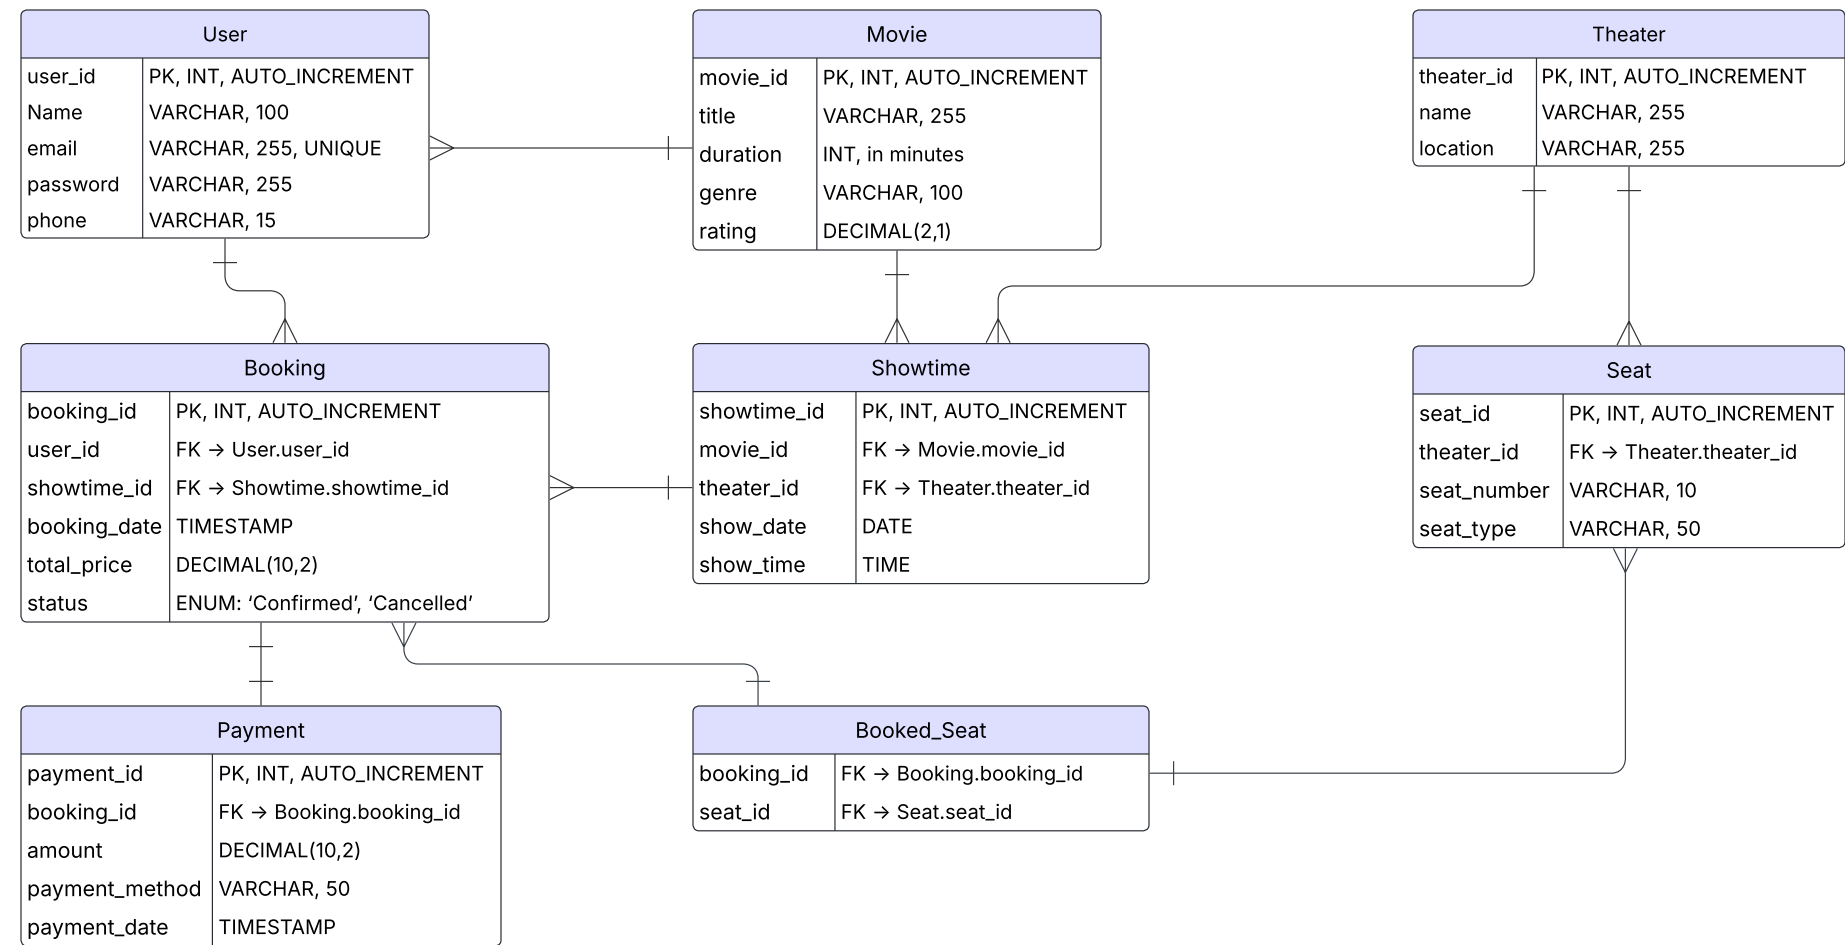 User
user_id PK, INT, AUTO_INCREMENT
Name VARCHAR, 100
email VARCHAR, 255, UNIQUE
password VARCHAR, 255
phone VARCHAR, 15
Movie
movie_id PK, INT, AUTO_INCREMENT
title VARCHAR, 255
duration INT, in minutes
genre VARCHAR, 100
rating DECIMAL(2,1)
Theater
theater_id PK, INT, AUTO_INCREMENT
name VARCHAR, 255
location VARCHAR, 255
Booking
booking_id PK, INT, AUTO_INCREMENT
user_id FK → User.user_id
showtime_id FK → Showtime.showtime_id
booking_date TIMESTAMP
total_price DECIMAL(10,2)
status ENUM: ‘Confirmed’, ‘Cancelled’
Showtime
showtime_id PK, INT, AUTO_INCREMENT
movie_id FK → Movie.movie_id
theater_id FK → Theater.theater_id
show_date DATE
show_time TIME
Seat
seat_id PK, INT, AUTO_INCREMENT
theater_id FK → Theater.theater_id
seat_number VARCHAR, 10
seat_type VARCHAR, 50
Payment
payment_id PK, INT, AUTO_INCREMENT
booking_id FK → Booking.booking_id
amount DECIMAL(10,2)
payment_method VARCHAR, 50
payment_date TIMESTAMP
Booked_Seat
booking_id FK → Booking.booking_id
seat_id FK → Seat.seat_id